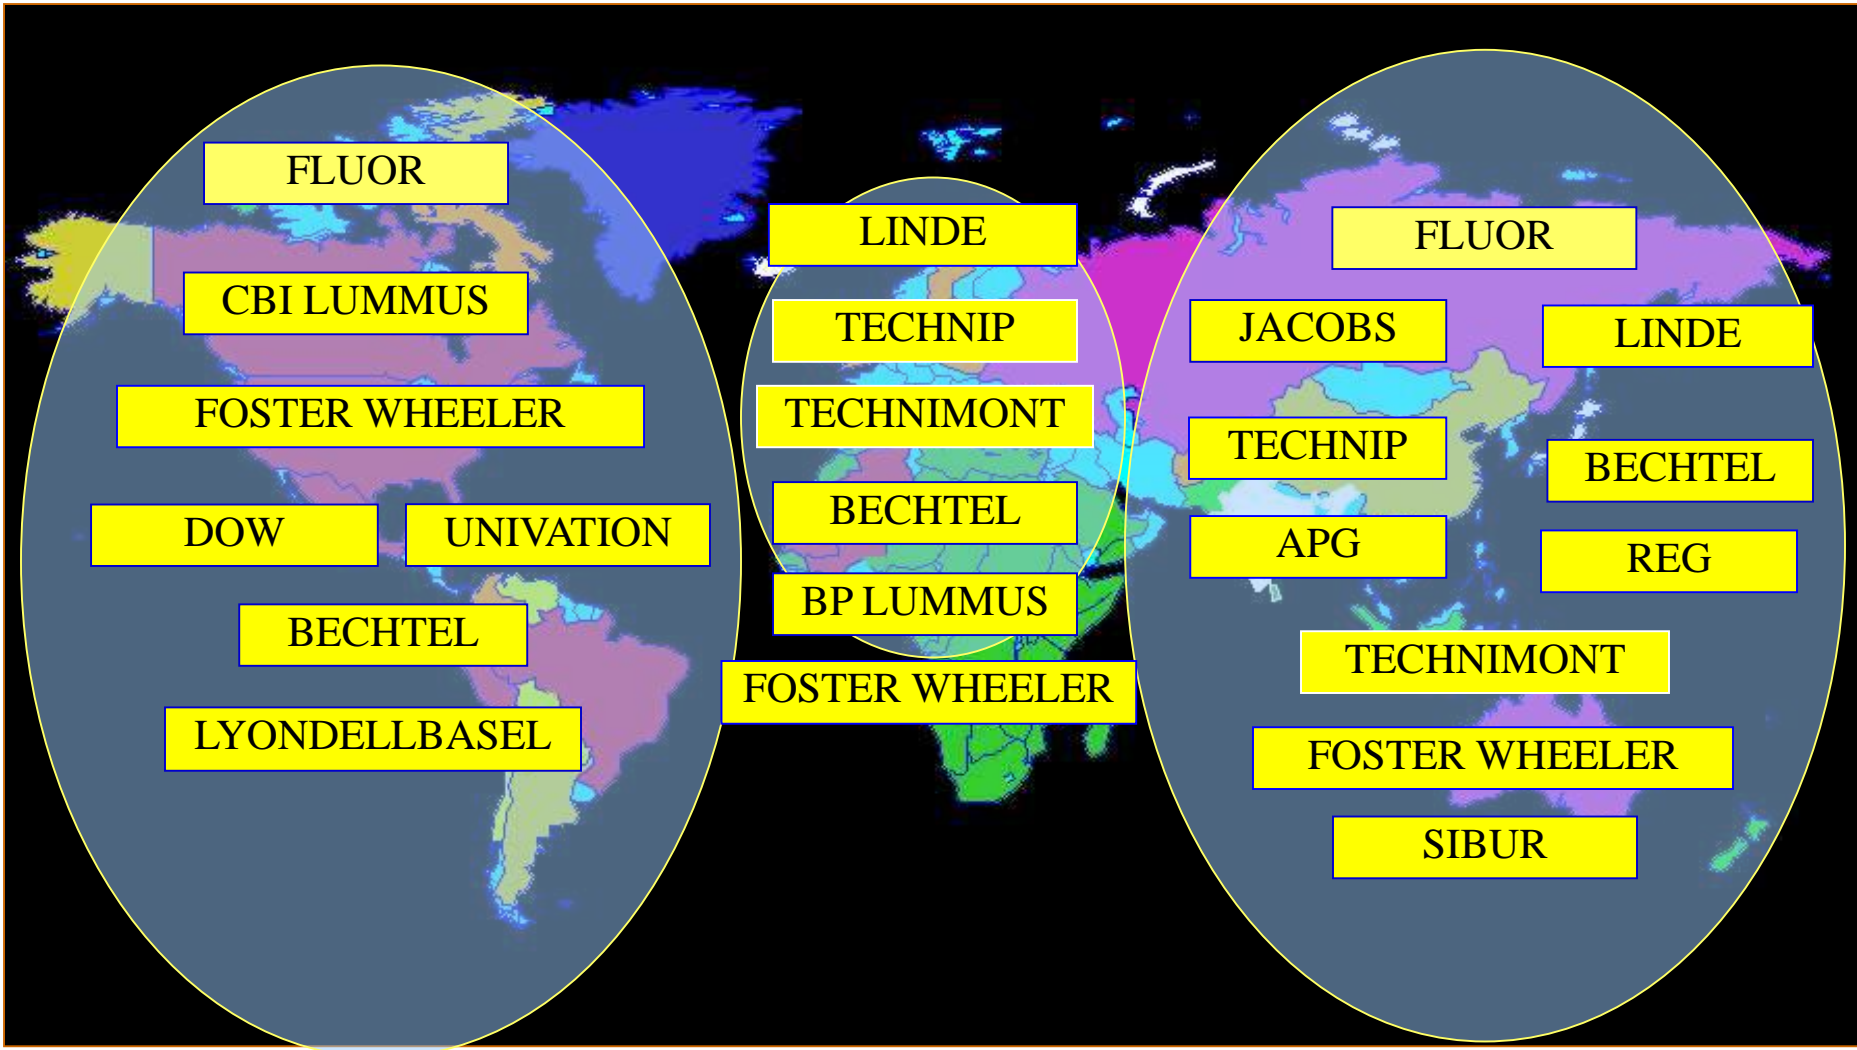 FLUOR
CBI LUMMUS
FOSTER WHEELER
DOW
UNIVATION
BECHTEL
LYONDELLBASEL
LINDE
TECHNIP
TECHNIMONT
BECHTEL
BP LUMMUS
FOSTER WHEELER
FLUOR
JACOBS
LINDE
TECHNIP
BECHTEL
APG
REG
TECHNIMONT
FOSTER WHEELER
SIBUR